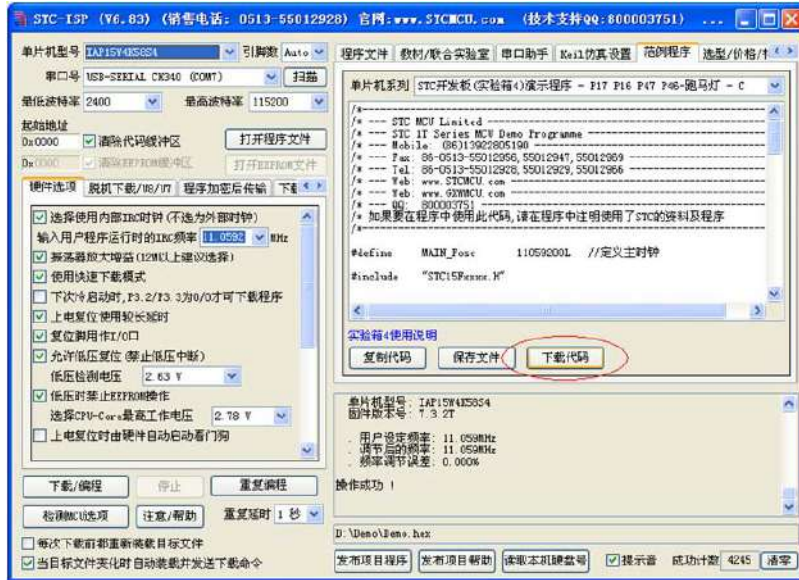 STC-ISP (V6.83) (销售电话: 0513-55012928) 官网:www.STCMCU.com (技术支持QQ:800003751) ...
单片机型号 IAP15W4K58S4 引脚数 Auto
串口号 USB-SERIAL CH340 (COM7) 扫描
最低波特率 2400 最高波特率 115200
起始地址
0x0000 清除代码缓冲区 打开程序文件
0x0000 清除EEPROM缓冲区 打开EEPROM文件
硬件选项 脱机下载/U8/U7 程序加密后传输
选择使用内部IRC时钟(不选为外部时钟)
输入用户程序运行时的IRC频率 11.0592 MHz
振荡器放大增益(12M以上建议选择)
使用快速下载模式
下次冷启动时,P3.2/P3.3为0/0才可下载程序
上电复位使用较长延时
复位脚用作I/O口
允许低压复位(禁止低压中断)
低压检测电压 2.63 V
低压时禁止EEPROM操作
选择CPU-Core最高工作电压 2.78 V
上电复位时由硬件自动启动看门狗
下载/编程 停止 重复编程
检测MCU选项 注意/帮助 重复延时 1 秒
每次下载前都重新装载目标文件
当目标文件变化时自动装载并发送下载命令
程序文件 教材/联合实验室 串口助手 Keil仿真设置 范例程序 选型/价格/
单片机系列 STC开发板(实验箱4)演示程序 - P17 P16 P47 P46-跑马灯 - C
/*---
/* --- STC MCU Limited ---
/* --- STC 1T Series MCU Demo Programme ---
/* --- Mobile: (86)13922805190 ---
/* --- Fax: 86-0513-55012956,55012947,55012969 ---
/* --- Tel: 86-0513-55012928,55012929,55012966 ---
/* --- Web: www.STCMCU.com ---
/* --- Web: www.GXWMCU.com ---
/* --- QQ: 800003751 ---
/* 如果要在程序中使用此代码,请在程序中注明使用了STC的资料及程序
/*---
#define MAIN_Fosc 11059200L //定义主时钟
#include "STC15Fxxxx.H"
实验箱4使用说明
复制代码 保存文件 下载代码
单片机型号: IAP15W4K58S4
固件版本号: 7.3.2T
. 用户设定频率: 11.059MHz
. 调节后的频率: 11.059MHz
. 频率调节误差: 0.000%
操作成功 !
D:\Demo\Demo.hex
发布项目程序 发布项目帮助 读取本机硬盘号 提示音 成功计数 4245 清零